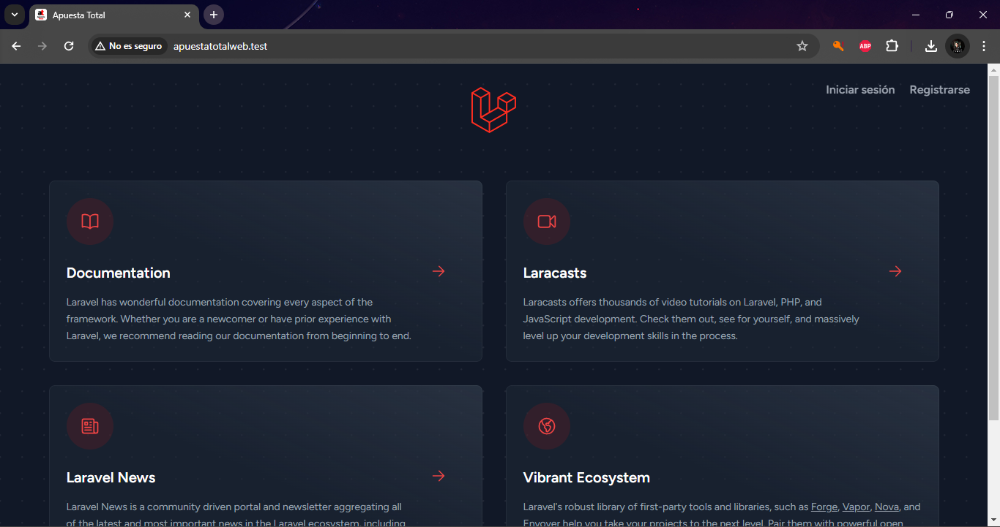 Apuesta Total
No es seguro
apuestatotalweb.test
ABP
Iniciar sesión Registrarse
Documentation
Laravel has wonderful documentation covering every aspect of the
framework. Whether you are a newcomer or have prior experience with
Laravel, we recommend reading our documentation from beginning to end.
Laracasts
Laracasts offers thousands of video tutorials on Laravel, PHP, and
JavaScript development. Check them out, see for yourself, and massively
level up your development skills in the process.
Laravel News
Laravel News is a community driven portal and newsletter aggregating all
of the latest and most important news in the Laravel ecosystem, including
Vibrant Ecosystem
Laravel's robust library of first-party tools and libraries, such as Forge, Vapor, Nova, and
Envoyer help you take your projects to the next level. Pair them with powerful open